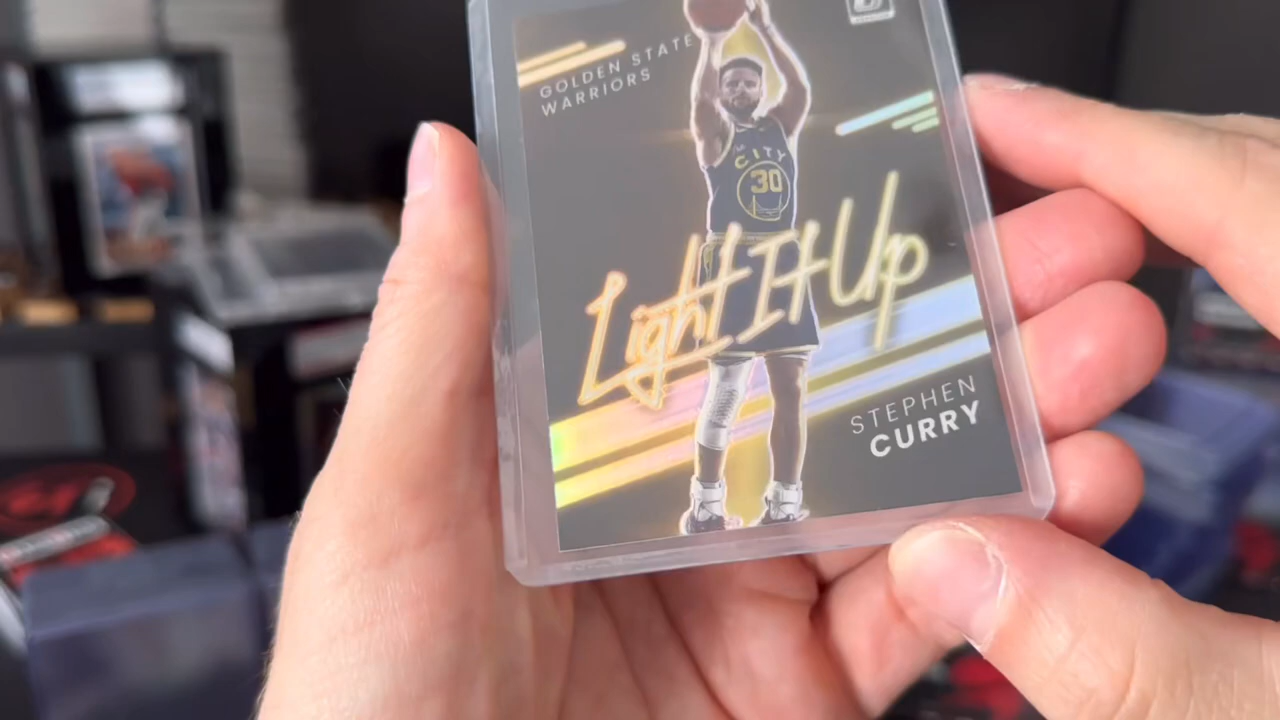 GOLDEN STATE
WARRIORS
CITY
30
Light It Up
STEPHEN
CURRY